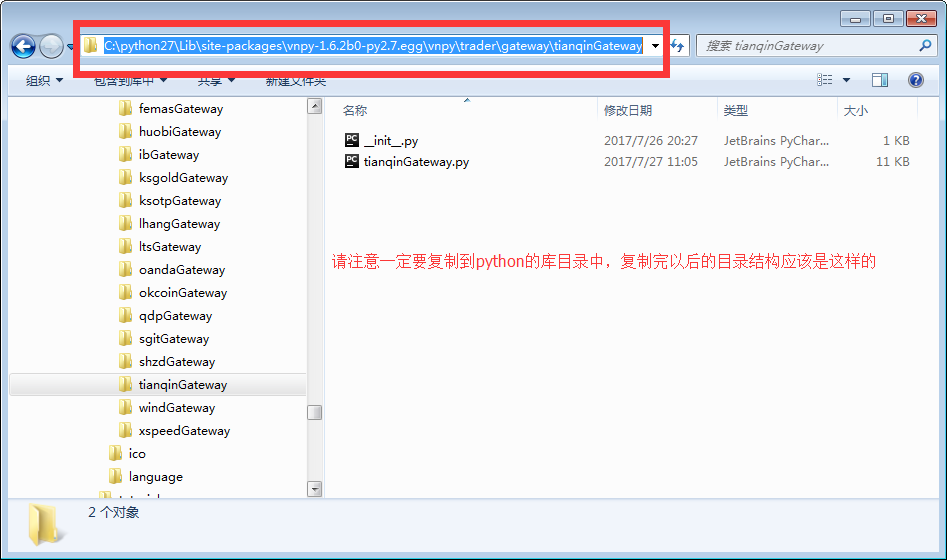 C:\python27\Lib\site-packages\vnpy-1.6.2b0-py2.7.egg\vnpy\trader\gateway\tianqinGateway
搜索 tianqinGateway
组织 包含到库中 共享 新建文件夹
名称 修改日期 类型 大小
femasGateway
huobiGateway
ibGateway
ksgoldGateway
ksotpGateway
lhangGateway
ltsGateway
oandaGateway
okcoinGateway
qdpGateway
sgitGateway
shzdGateway
tianqinGateway
windGateway
xspeedGateway
ico
language
PC __init__.py 2017/7/26 20:27 JetBrains PyChar... 1 KB
PC tianqinGateway.py 2017/7/27 11:05 JetBrains PyChar... 11 KB
请注意一定要复制到python的库目录中，复制完以后的目录结构应该是这样的
2 个对象